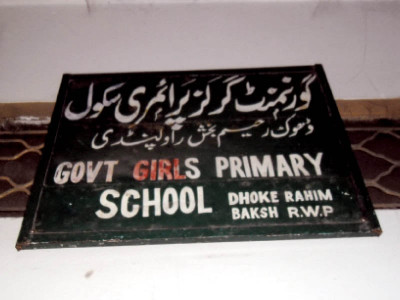 گورنمنٹ گرلز پرائمری سکول
ڈھوک رحیم بخش راولپنڈی
GOVT GIRLS PRIMARY
SCHOOL DHOKE RAHIM
BAKSH R.W.P